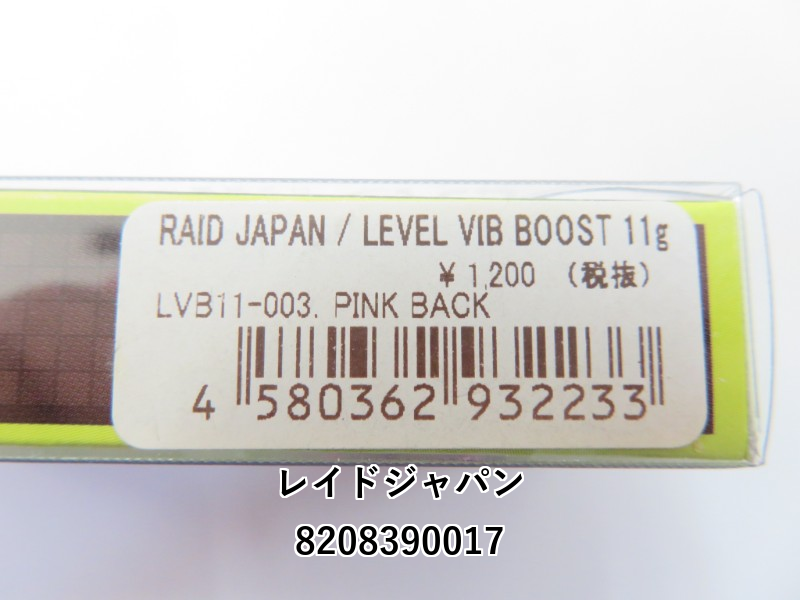 RAID JAPAN / LEVEL VIB BOOST 11g
¥ 1,200 (税抜)
LVB11-003. PINK BACK
4 580362 932233
レイドジャパン
8208390017